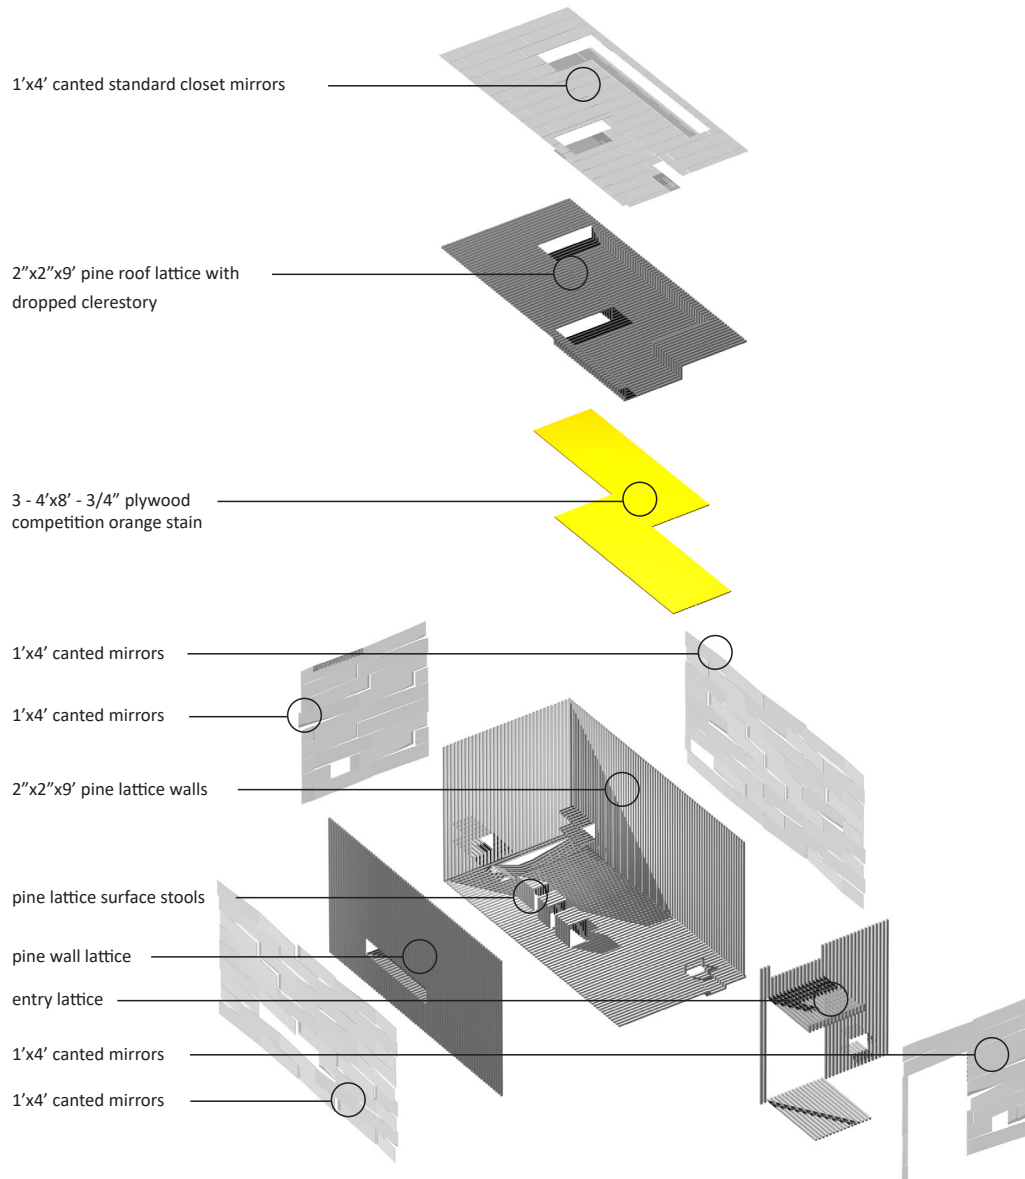 1’x4’ canted standard closet mirrors
2”x2”x9’ pine roof lattice with
dropped clerestory
3 - 4’x8’ - 3/4” plywood
competition orange stain
1’x4’ canted mirrors
1’x4’ canted mirrors
2”x2”x9’ pine lattice walls
pine lattice surface stools
pine wall lattice
entry lattice
1’x4’ canted mirrors
1’x4’ canted mirrors